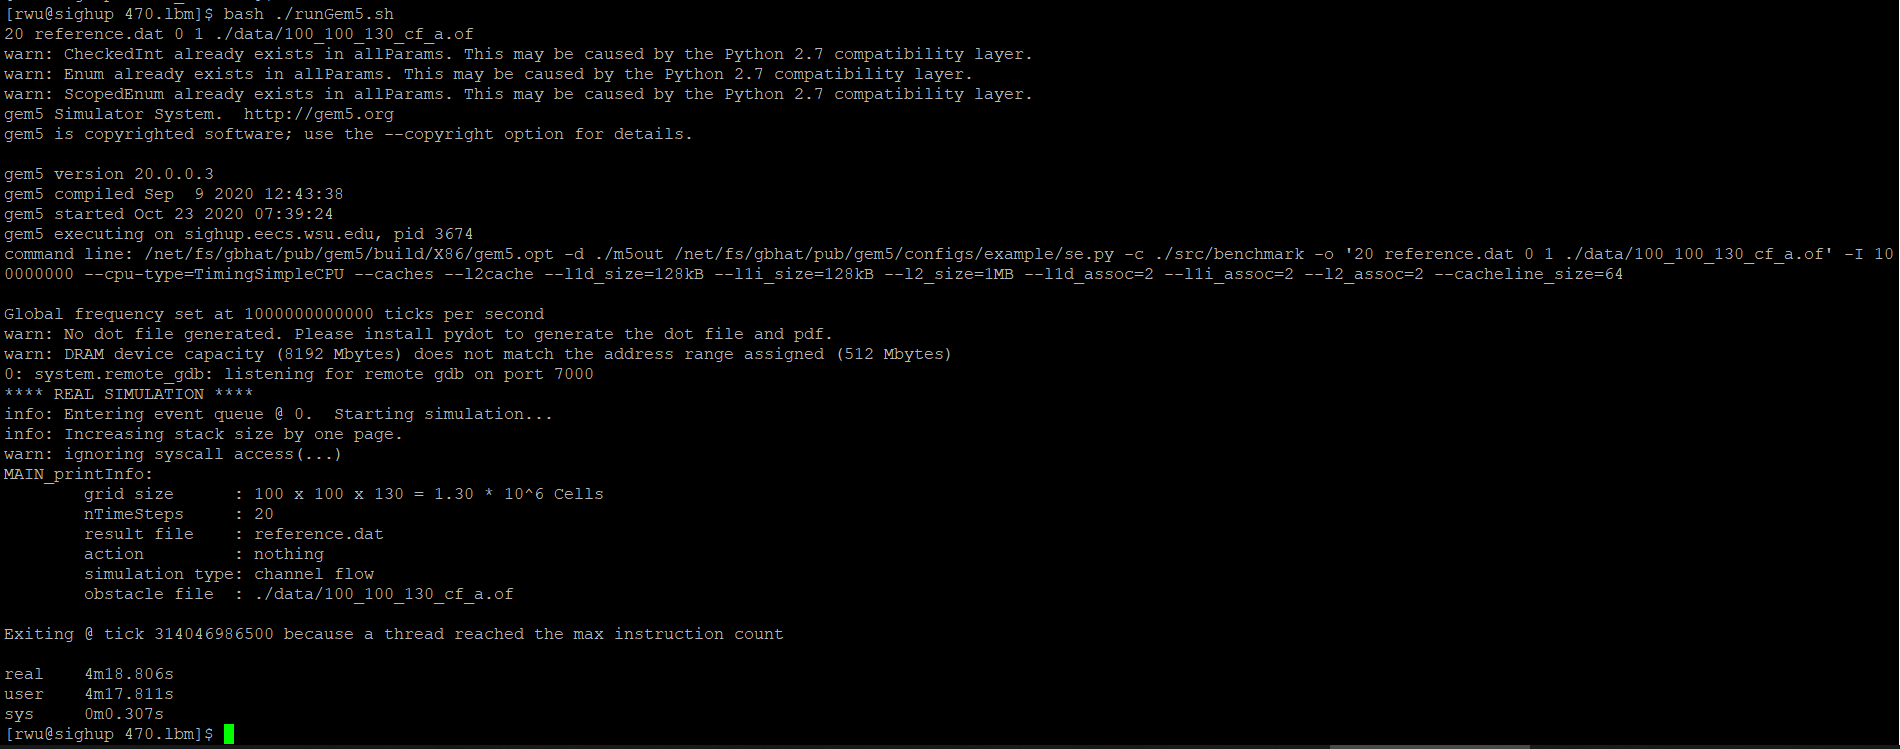 [rwu@sighup 470.lbm]$ bash ./runGem5.sh
20 reference.dat 0 1 ./data/100_100_130_cf_a.of
warn: CheckedInt already exists in allParams. This may be caused by the Python 2.7 compatibility layer.
warn: Enum already exists in allParams. This may be caused by the Python 2.7 compatibility layer.
warn: ScopedEnum already exists in allParams. This may be caused by the Python 2.7 compatibility layer.
gem5 Simulator System.  http://gem5.org
gem5 is copyrighted software; use the --copyright option for details.
gem5 version 20.0.0.3
gem5 compiled Sep  9 2020 12:43:38
gem5 started Oct 23 2020 07:39:24
gem5 executing on sighup.eecs.wsu.edu, pid 3674
command line: /net/fs/gbhat/pub/gem5/build/X86/gem5.opt -d ./m5out /net/fs/gbhat/pub/gem5/configs/example/se.py -c ./src/benchmark -o '20 reference.dat 0 1 ./data/100_100_130_cf_a.of' -I 10
0000000 --cpu-type=TimingSimpleCPU --caches --l2cache --l1d_size=128kB --l1i_size=128kB --l2_size=1MB --l1d_assoc=2 --l1i_assoc=2 --l2_assoc=2 --cacheline_size=64
Global frequency set at 1000000000000 ticks per second
warn: No dot file generated. Please install pydot to generate the dot file and pdf.
warn: DRAM device capacity (8192 Mbytes) does not match the address range assigned (512 Mbytes)
0: system.remote_gdb: listening for remote gdb on port 7000
**** REAL SIMULATION ****
info: Entering event queue @ 0.  Starting simulation...
info: Increasing stack size by one page.
warn: ignoring syscall access(...)
MAIN_printInfo:
        grid size      : 100 x 100 x 130 = 1.30 * 10^6 Cells
        nTimeSteps     : 20
        result file    : reference.dat
        action         : nothing
        simulation type: channel flow
        obstacle file  : ./data/100_100_130_cf_a.of
Exiting @ tick 314046986500 because a thread reached the max instruction count
real    4m18.806s
user    4m17.811s
sys     0m0.307s
[rwu@sighup 470.lbm]$